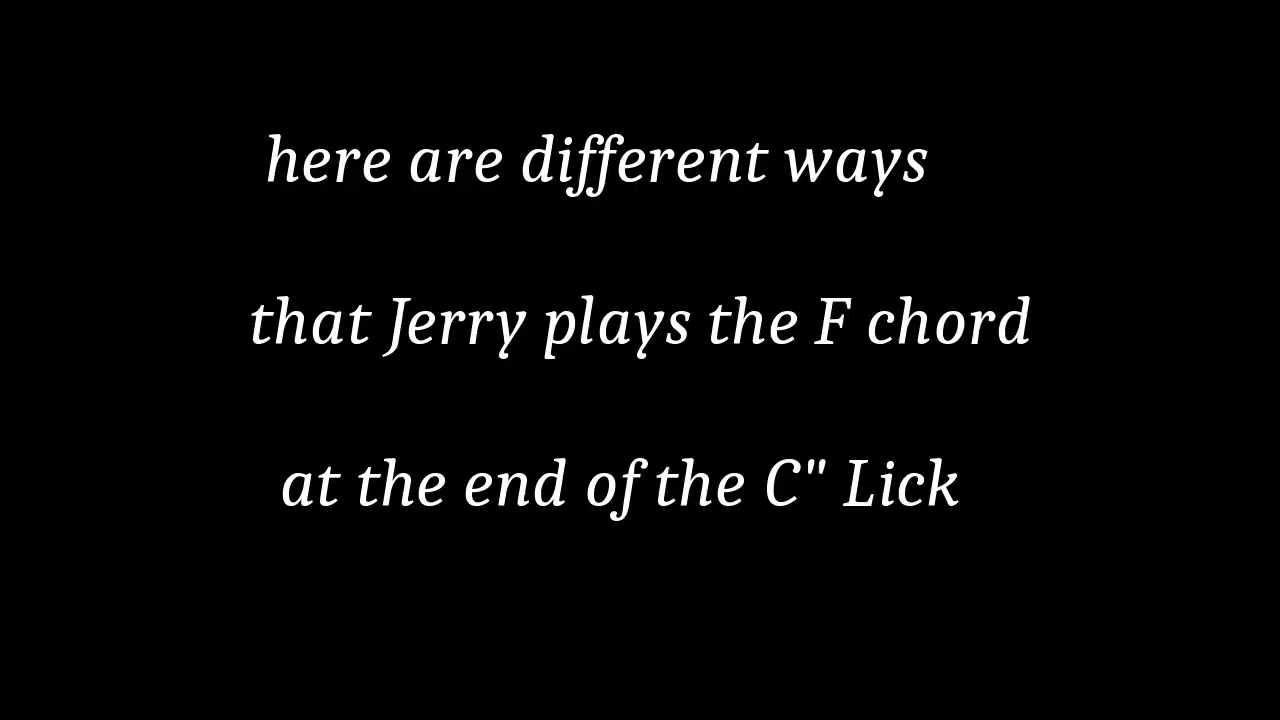 here are different ways
that Jerry plays the F chord
at the end of the C" Lick